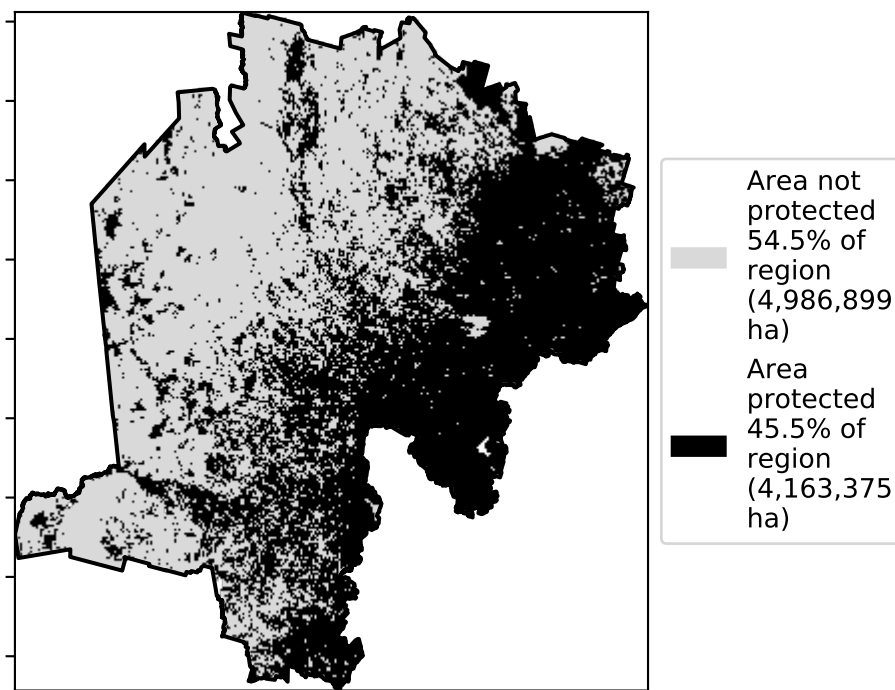 Area not
protected
54.5% of
region
(4,986,899
ha)
Area
protected
45.5% of
region
(4,163,375
ha)